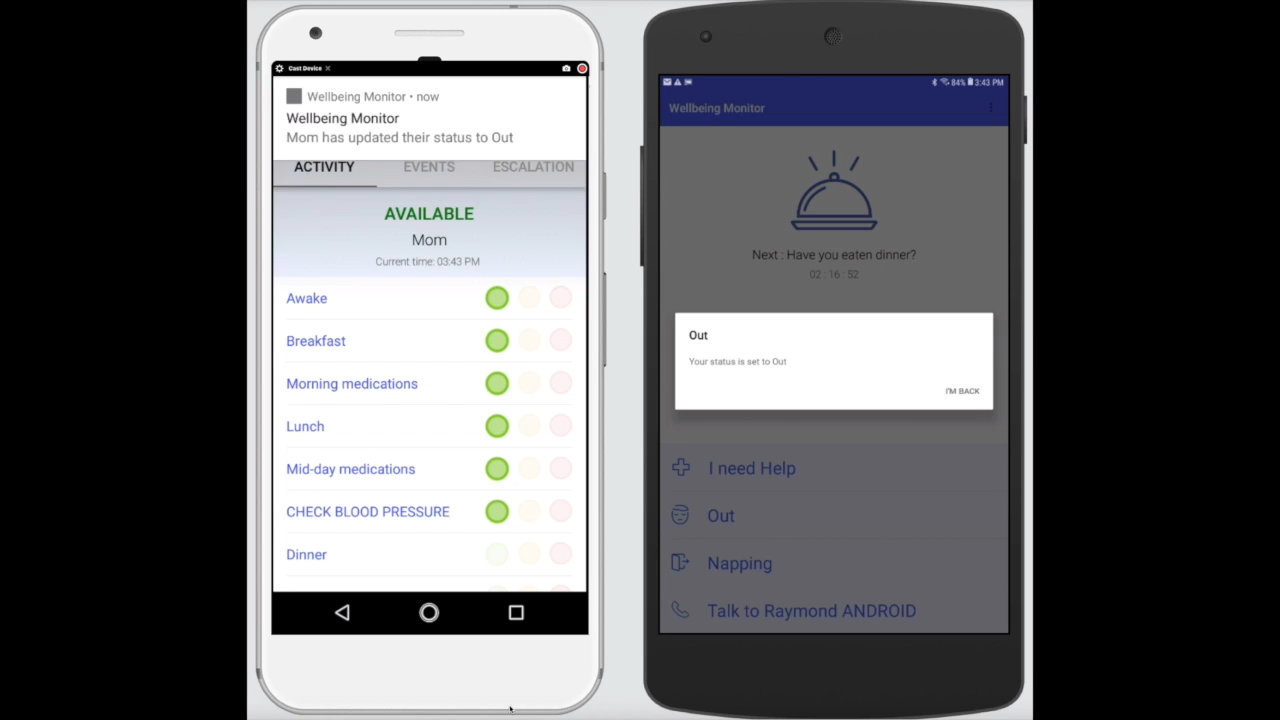 Cast Device
Wellbeing Monitor • now
Wellbeing Monitor
Mom has updated their status to Out
ACTIVITY EVENTS ESCALATION
AVAILABLE
Mom
Current time: 03:43 PM
Awake
Breakfast
Morning medications
Lunch
Mid-day medications
CHECK BLOOD PRESSURE
Dinner
84% 3:43 PM
Wellbeing Monitor
Next : Have you eaten dinner?
02 : 16 : 52
Out
Your status is set to Out
I'M BACK
I need Help
Out
Napping
Talk to Raymond ANDROID